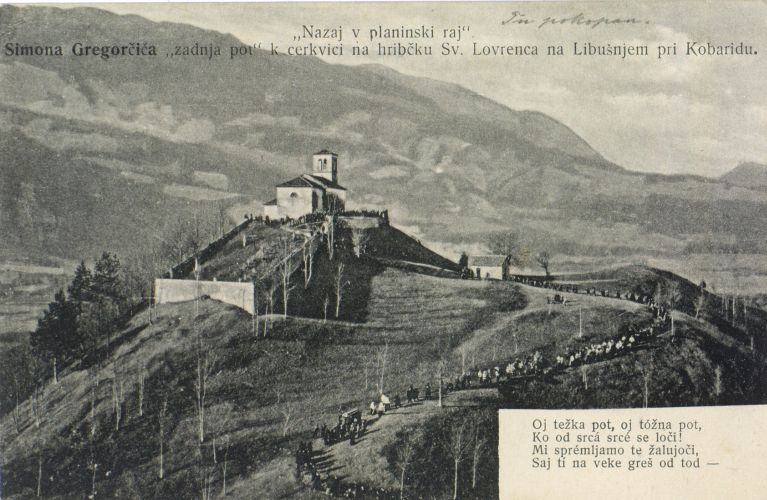 „Nazaj v planinski raj“
Tu pokopan.
Simona Gregorčića „zadnja pot“ k cerkvici na hribčku Sv. Lovrenca na Libušnjem pri Kobaridu.
Oj težka pot, oj tóžna pot,
Ko od srcá srcé se loči!
Mi sprémljamo te žalujoči,
Saj ti na veke greš od tod —